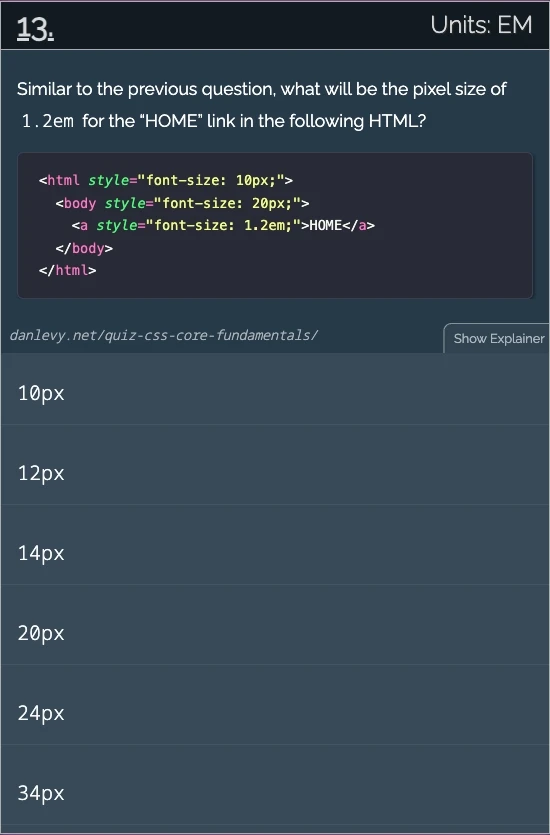 13.
Units: EM
Similar to the previous question, what will be the pixel size of
1.2em for the “HOME” link in the following HTML?
<html style="font-size: 10px;">
<body style="font-size: 20px;">
<a style="font-size: 1.2em;">HOME</a>
</body>
</html>
danlevy.net/quiz-css-core-fundamentals/
Show Explainer
10px
12px
14px
20px
24px
34px